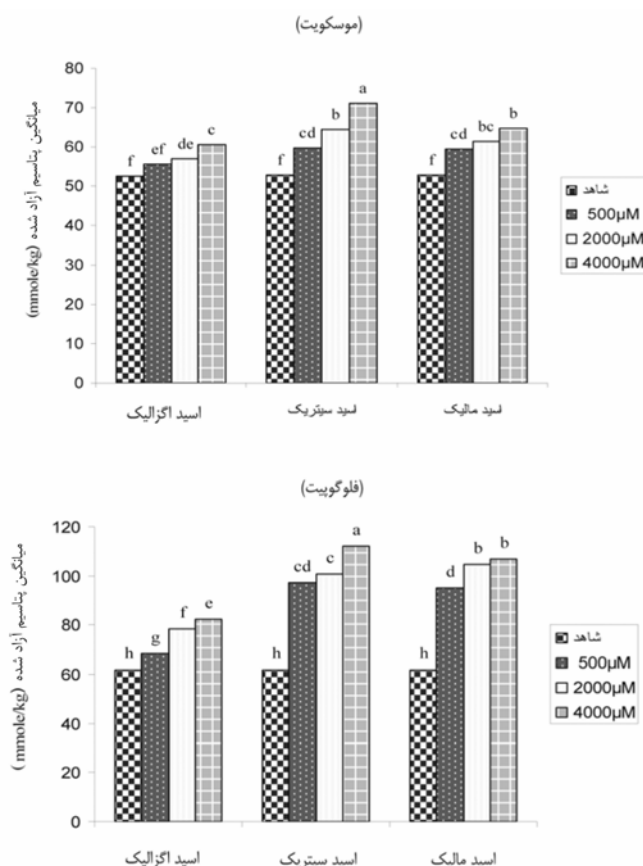 (موسکویت)
میانگین پتاسیم آزاد شده (mmole/kg)
80
70
60
50
40
30
20
10
0
f ef de c
f cd b a
f cd bc b
شاهد
500µM
2000µM
4000µM
اسید اگزالیک
اسید سیتریک
اسید مالیک
(فلوگوپیت)
میانگین پتاسیم آزاد شده (mmole/kg )
120
100
80
60
40
20
0
h g f e
h cd c a
h d b b
شاهد
500µM
2000µM
4000µM
اسید اگزالیک
اسید سیتریک
اسید مالیک